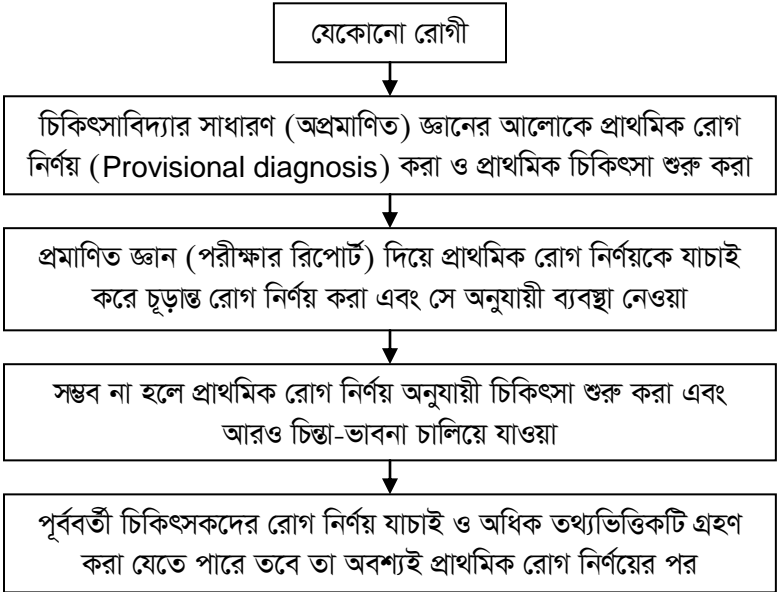 যেকোনো রোগী
চিকিৎসাবিদ্যার সাধারণ (অপ্রমাণিত) জ্ঞানের আলোকে প্রাথমিক রোগ
নির্ণয় (Provisional diagnosis) করা ও প্রাথমিক চিকিৎসা শুরু করা
প্রমাণিত জ্ঞান (পরীক্ষার রিপোর্ট) দিয়ে প্রাথমিক রোগ নির্ণয়কে যাচাই
করে চূড়ান্ত রোগ নির্ণয় করা এবং সে অনুযায়ী ব্যবস্থা নেওয়া
সম্ভব না হলে প্রাথমিক রোগ নির্ণয় অনুযায়ী চিকিৎসা শুরু করা এবং
আরও চিন্তা-ভাবনা চালিয়ে যাওয়া
পূর্ববর্তী চিকিৎসকদের রোগ নির্ণয় যাচাই ও অধিক তথ্যভিত্তিকটি গ্রহণ
করা যেতে পারে তবে তা অবশ্যই প্রাথমিক রোগ নির্ণয়ের পর